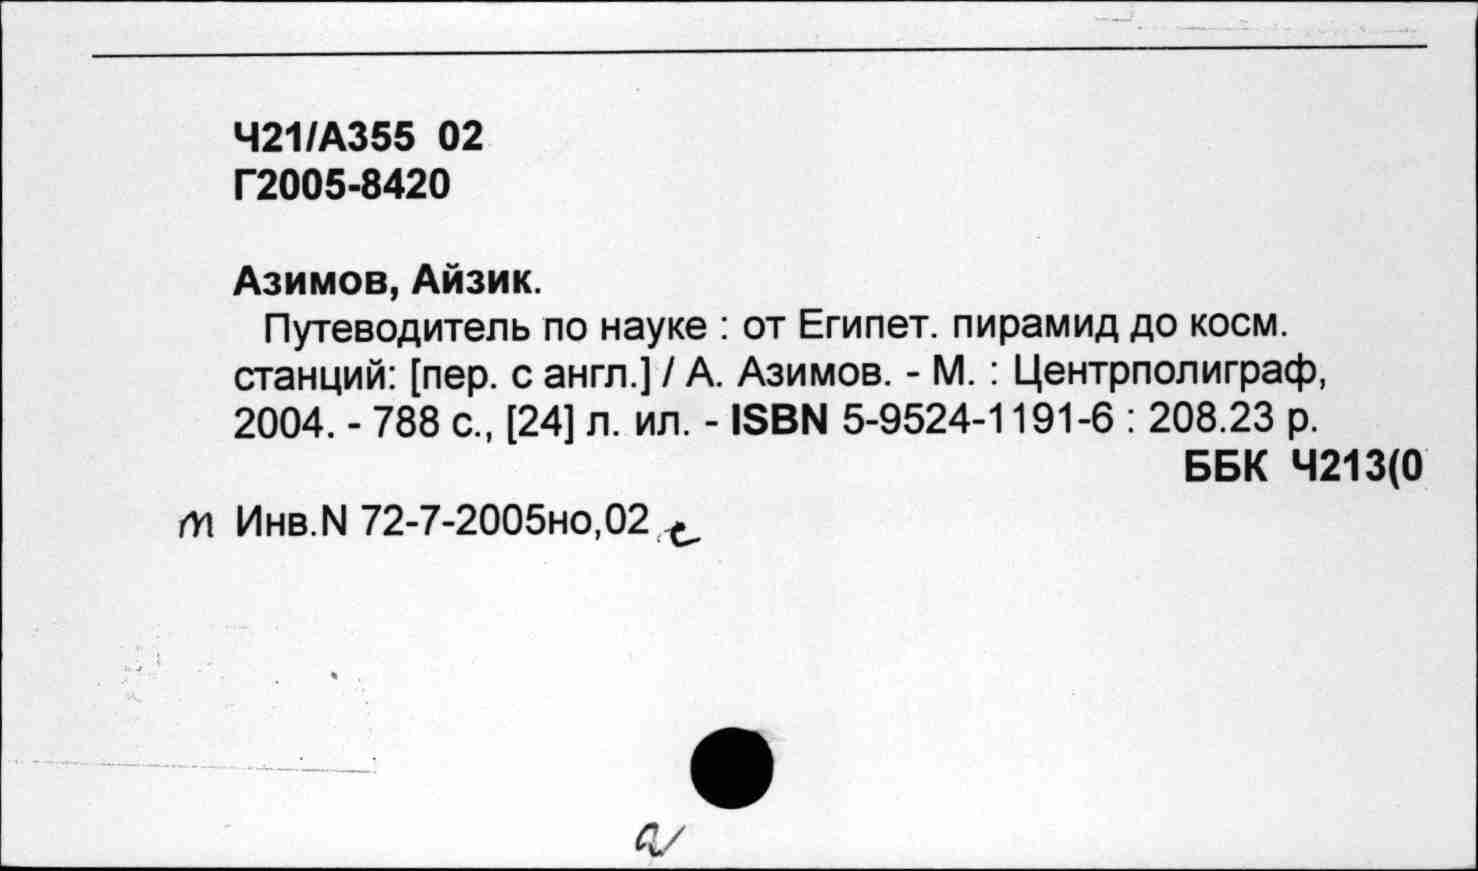 Ч21/А355 02
Г2005-8420
Азимов, Айзик.
Путеводитель по науке : от Египет. пирамид до косм.
станций: [пер. с англ.] / А. Азимов. - М. : Центрполиграф,
2004. - 788 с., [24] л. ил. - ISBN 5-9524-1191-6 : 208.23 р.
ББК Ч213(0
т Инв.N 72-7-2005но,02